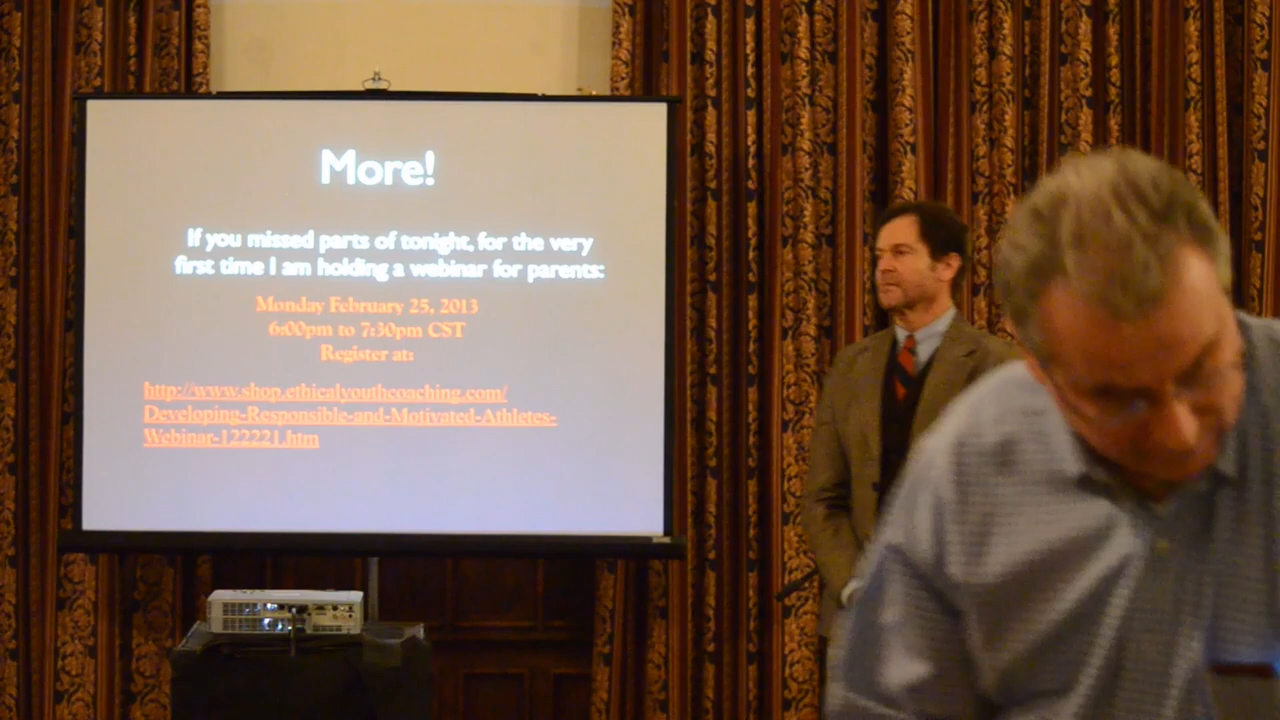 More!
If you missed parts of tonight, for the very
first time I am holding a webinar for parents:
Monday February 25, 2013
6:00pm to 7:30pm CST
Register at:
http://www.shop.ethicalyouthcoaching.com/
Developing-Responsible-and-Motivated-Athletes-
Webinar-122221.htm